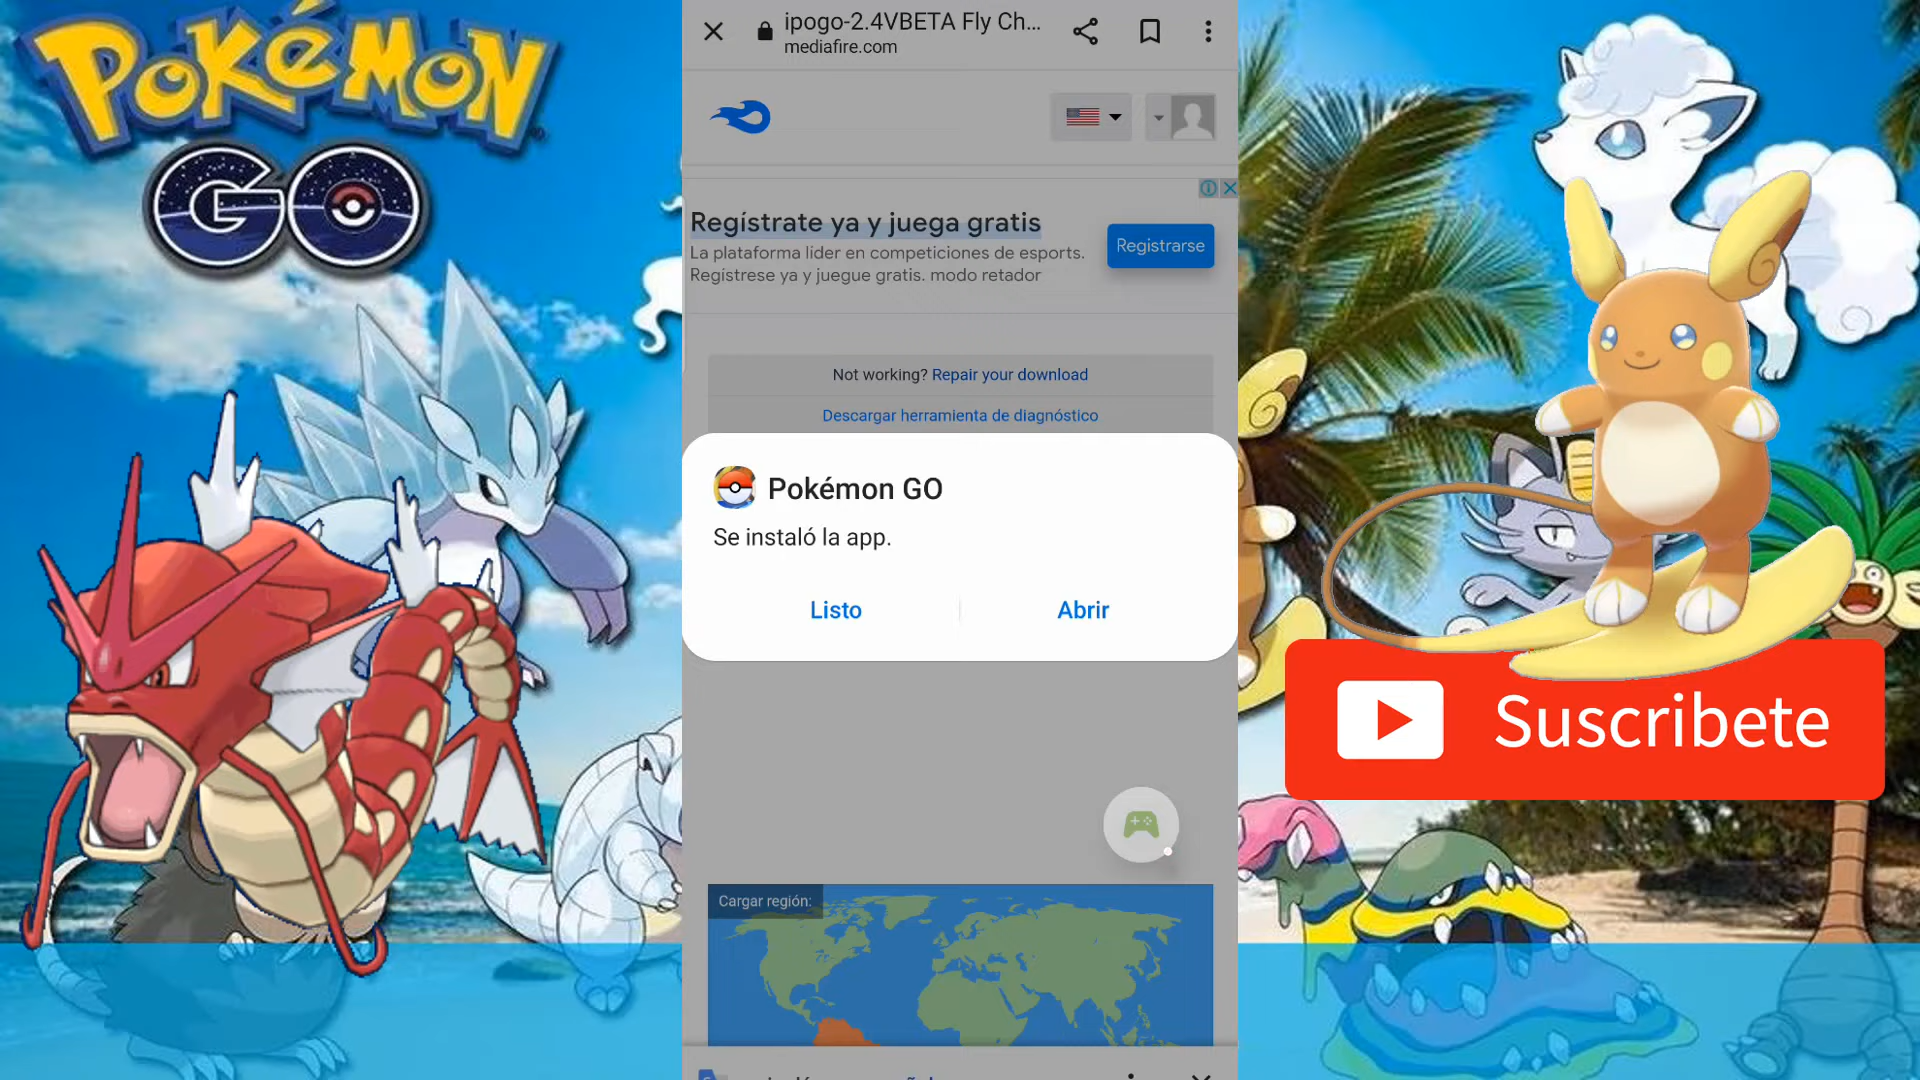 POKÉMON
GO
ipogo-2.4VBETA Fly Ch...
mediafire.com
Regístrate ya y juega gratis
La plataforma líder en competiciones de esports.
Regístrese ya y juegue gratis. modo retador
Registrarse
Not working? Repair your download
Descargar herramienta de diagnóstico
Pokémon GO
Se instaló la app.
Listo
Abrir
Suscribete
Cargar región: